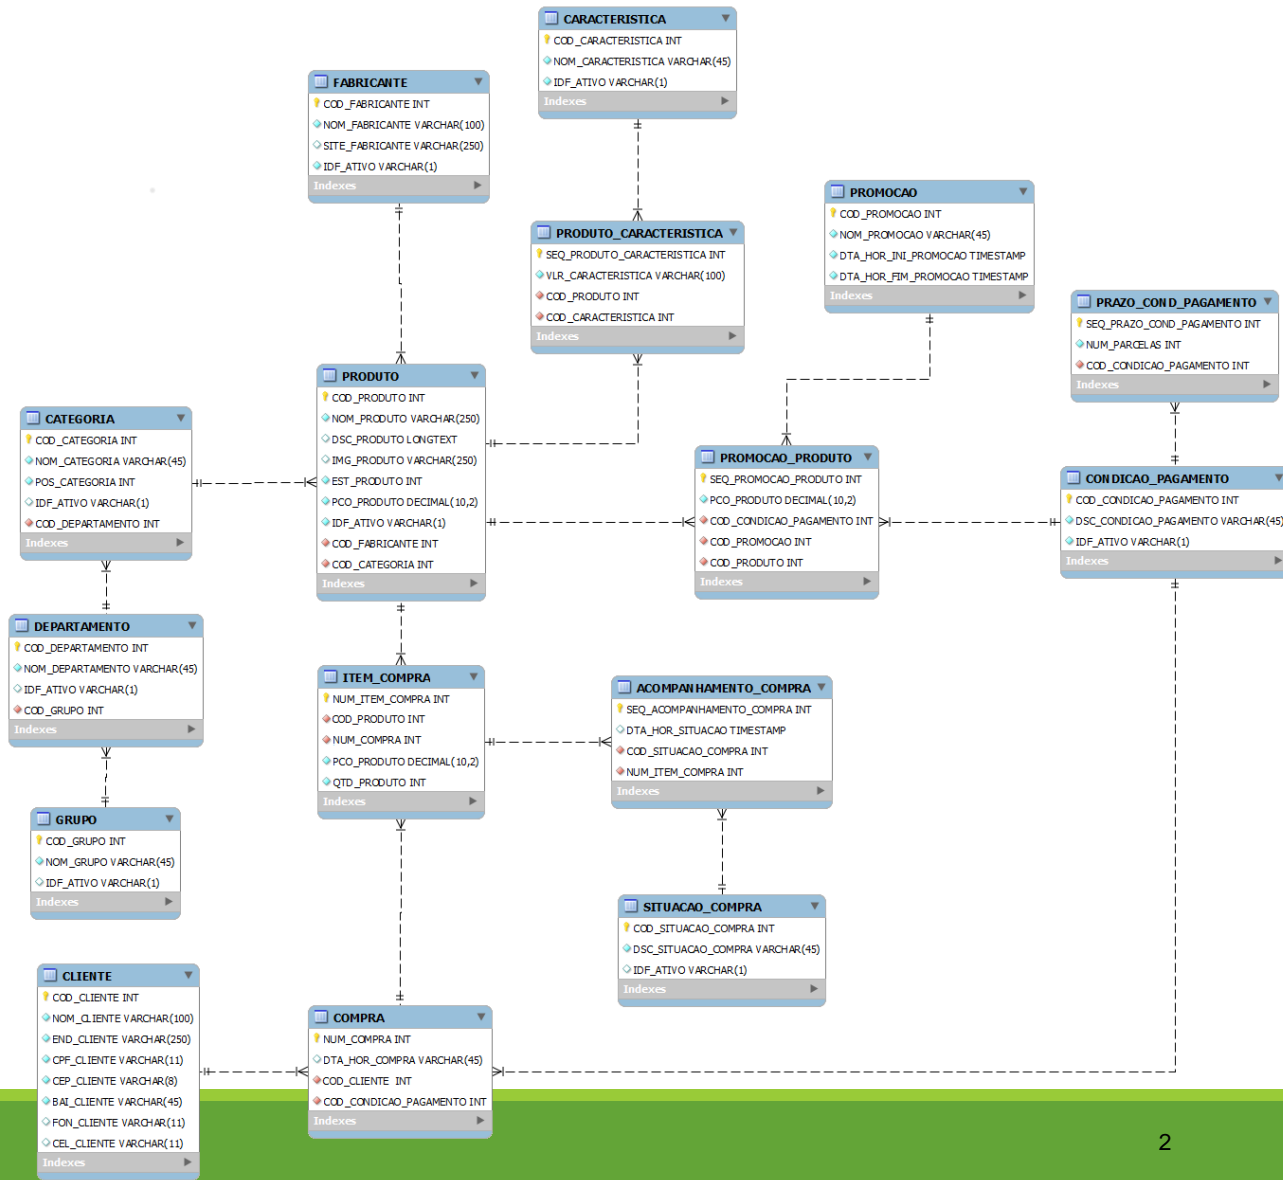 CARACTERISTICA
COD_CARACTERISTICA INT
NOM_CARACTERISTICA VARCHAR(45)
IDF_ATIVO VARCHAR(1)
Indexes
FABRICANTE
COD_FABRICANTE INT
NOM_FABRICANTE VARCHAR(100)
SITE_FABRICANTE VARCHAR(250)
IDF_ATIVO VARCHAR(1)
Indexes
PROMOCAO
COD_PROMOCAO INT
NOM_PROMOCAO VARCHAR(45)
DTA_HOR_INI_PROMOCAO TIMESTAMP
DTA_HOR_FIM_PROMOCAO TIMESTAMP
Indexes
PRODUTO_CARACTERISTICA
SEQ_PRODUTO_CARACTERISTICA INT
VLR_CARACTERISTICA VARCHAR(100)
COD_PRODUTO INT
COD_CARACTERISTICA INT
Indexes
PRAZO_COND_PAGAMENTO
SEQ_PRAZO_COND_PAGAMENTO INT
NUM_PARCELAS INT
COD_CONDICAO_PAGAMENTO INT
Indexes
PRODUTO
COD_PRODUTO INT
NOM_PRODUTO VARCHAR(250)
DSC_PRODUTO LONGTEXT
IMG_PRODUTO VARCHAR(250)
EST_PRODUTO INT
PCO_PRODUTO DECIMAL(10,2)
IDF_ATIVO VARCHAR(1)
COD_FABRICANTE INT
COD_CATEGORIA INT
Indexes
CATEGORIA
COD_CATEGORIA INT
NOM_CATEGORIA VARCHAR(45)
POS_CATEGORIA INT
IDF_ATIVO VARCHAR(1)
COD_DEPARTAMENTO INT
Indexes
PROMOCAO_PRODUTO
SEQ_PROMOCAO_PRODUTO INT
PCO_PRODUTO DECIMAL(10,2)
COD_CONDICAO_PAGAMENTO INT
COD_PROMOCAO INT
COD_PRODUTO INT
Indexes
CONDICAO_PAGAMENTO
COD_CONDICAO_PAGAMENTO INT
DSC_CONDICAO_PAGAMENTO VARCHAR(45)
IDF_ATIVO VARCHAR(1)
Indexes
DEPARTAMENTO
COD_DEPARTAMENTO INT
NOM_DEPARTAMENTO VARCHAR(45)
IDF_ATIVO VARCHAR(1)
COD_GRUPO INT
Indexes
ITEM_COMPRA
NUM_ITEM_COMPRA INT
COD_PRODUTO INT
NUM_COMPRA INT
PCO_PRODUTO DECIMAL(10,2)
QTD_PRODUTO INT
Indexes
ACOMPANHAMENTO_COMPRA
SEQ_ACOMPANHAMENTO_COMPRA INT
DTA_HOR_SITUACAO TIMESTAMP
COD_SITUACAO_COMPRA INT
NUM_ITEM_COMPRA INT
Indexes
GRUPO
COD_GRUPO INT
NOM_GRUPO VARCHAR(45)
IDF_ATIVO VARCHAR(1)
Indexes
SITUACAO_COMPRA
COD_SITUACAO_COMPRA INT
DSC_SITUACAO_COMPRA VARCHAR(45)
IDF_ATIVO VARCHAR(1)
Indexes
CLIENTE
COD_CLIENTE INT
NOM_CLIENTE VARCHAR(100)
END_CLIENTE VARCHAR(250)
CPF_CLIENTE VARCHAR(11)
CEP_CLIENTE VARCHAR(8)
BAI_CLIENTE VARCHAR(45)
FON_CLIENTE VARCHAR(11)
CEL_CLIENTE VARCHAR(11)
Indexes
COMPRA
NUM_COMPRA INT
DTA_HOR_COMPRA VARCHAR(45)
COD_CLIENTE INT
COD_CONDICAO_PAGAMENTO INT
Indexes
2